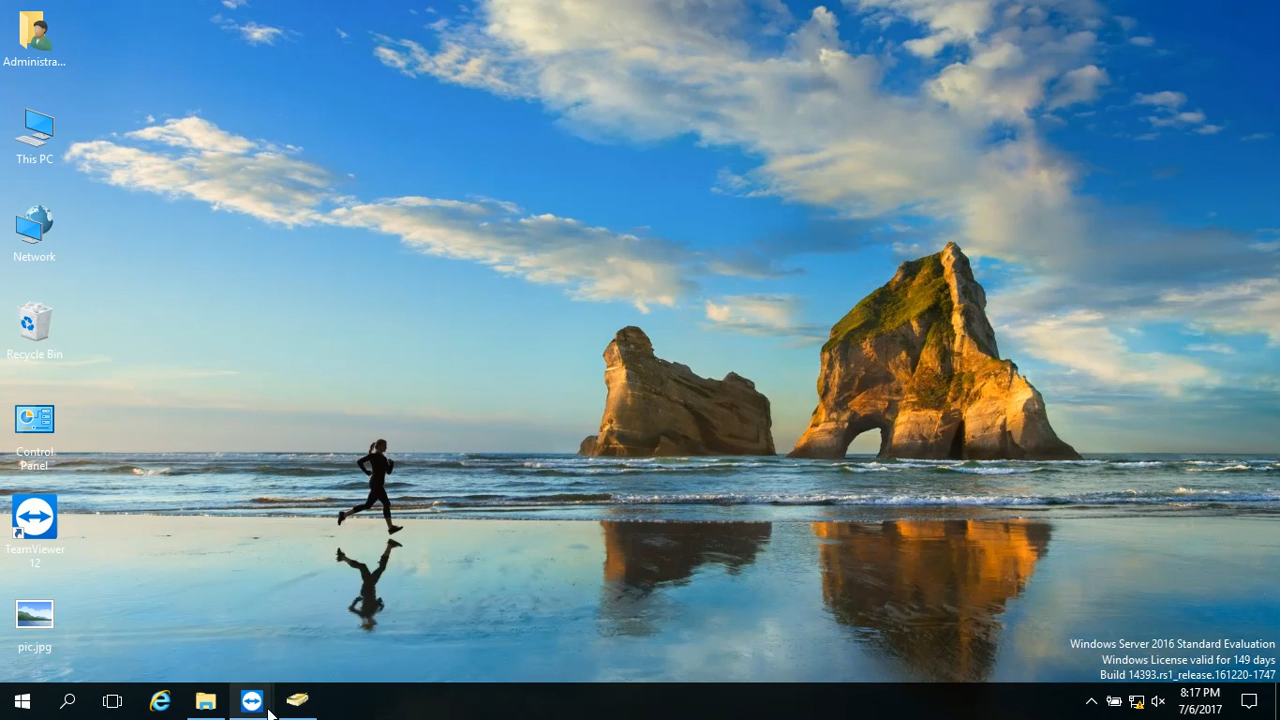 Administra...
This PC
Network
Recycle Bin
Control
Panel
TeamViewer
12
pic.jpg
Windows Server 2016 Standard Evaluation
Windows License valid for 149 days
Build 14393.rs1_release.161220-1747
8:17 PM
7/6/2017